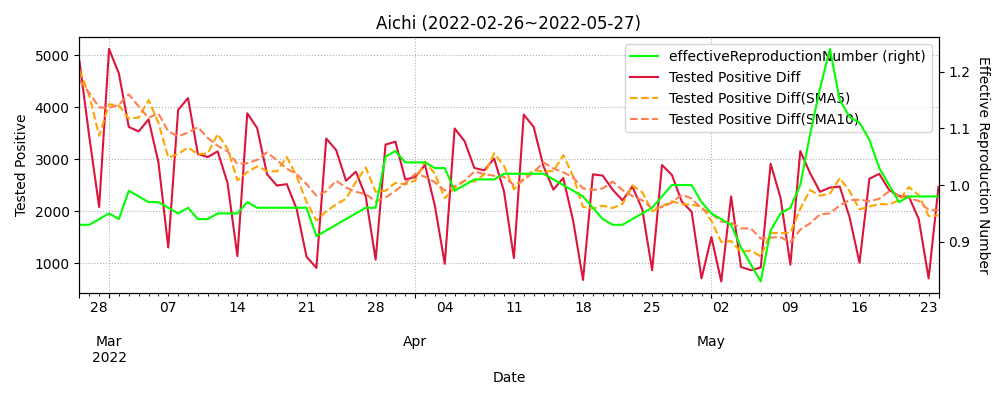 Aichi (2022-02-26~2022-05-27)
effectiveReproductionNumber (right)
Tested Positive Diff
Tested Positive Diff(SMA5)
Tested Positive Diff(SMA10)
Tested Positive
5000
4000
3000
2000
1000
1.2
1.1
1.0
0.9
Effective Reproduction Number
28 07 14 21 28 04 11 18 25 02 09 16 23
Mar Apr May
2022
Date